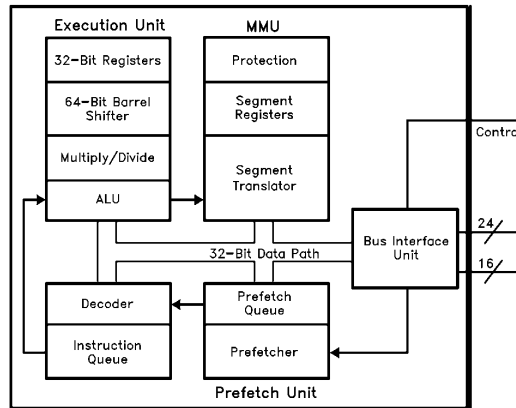 Execution Unit
MMU
32-Bit Registers
64-Bit Barrel
Shifter
Multiply/Divide
ALU
Protection
Segment
Registers
Segment
Translator
Contro
24
16
Bus Interface
Unit
32-Bit Data Path
Decoder
Instruction
Queue
Prefetch
Queue
Prefetcher
Prefetch Unit